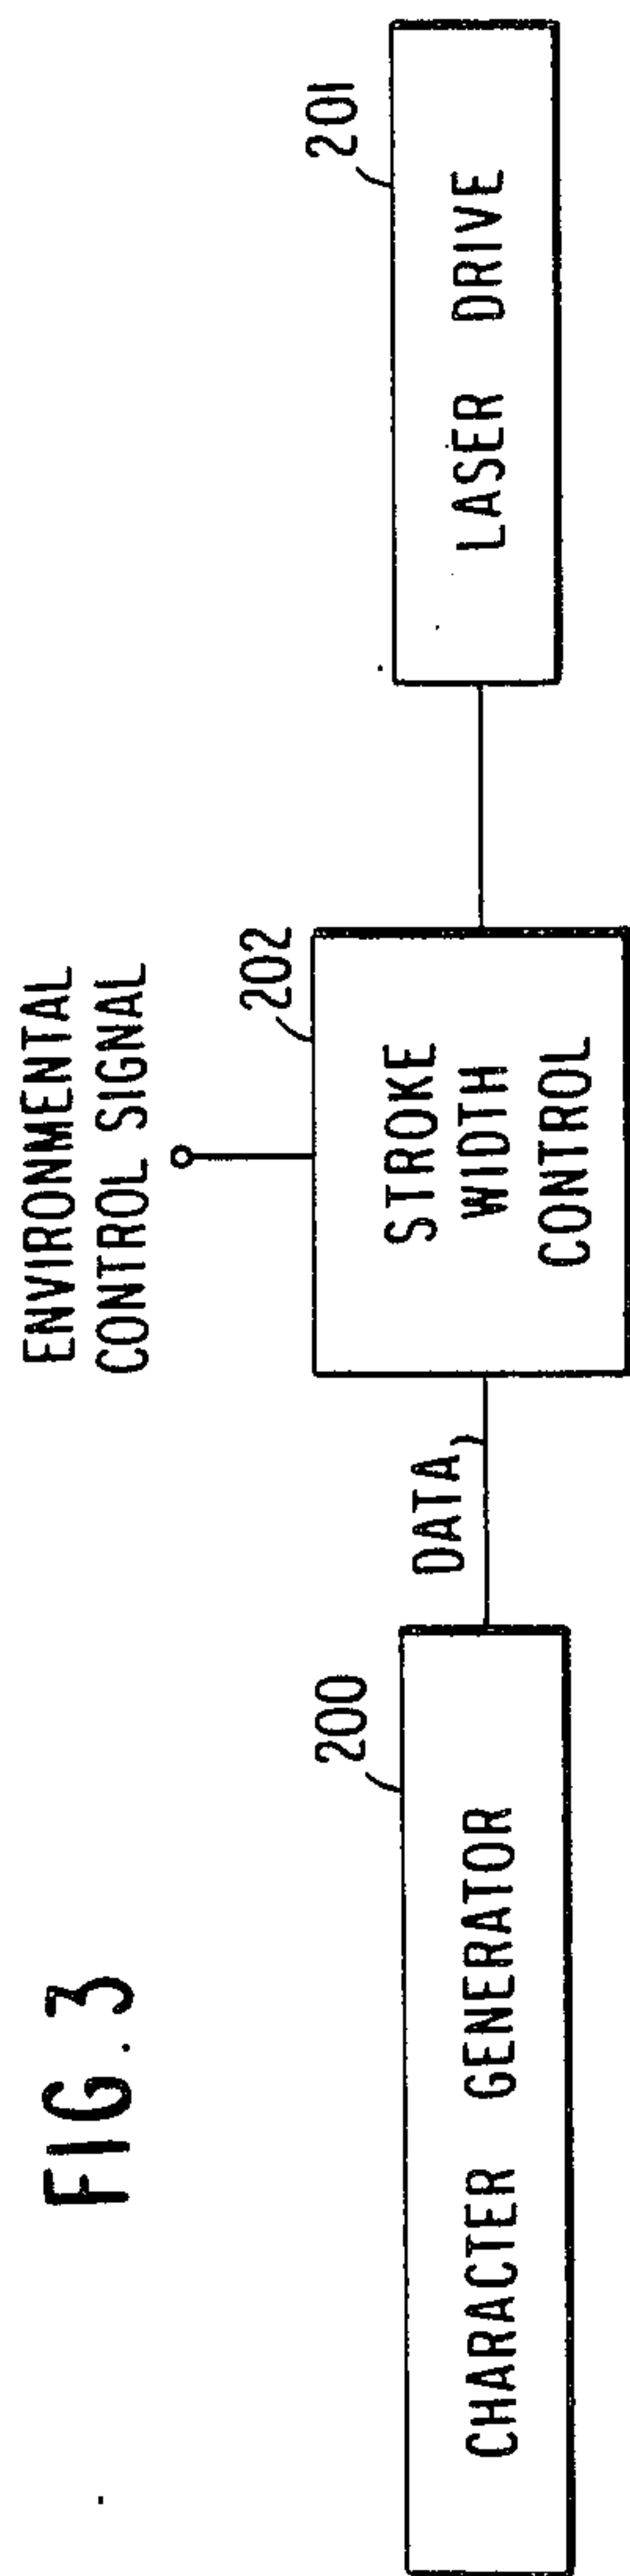 FIG. 3
ENVIRONMENTAL
CONTROL SIGNAL
200
CHARACTER GENERATOR
DATA
202
STROKE
WIDTH
CONTROL
201
LASER DRIVE